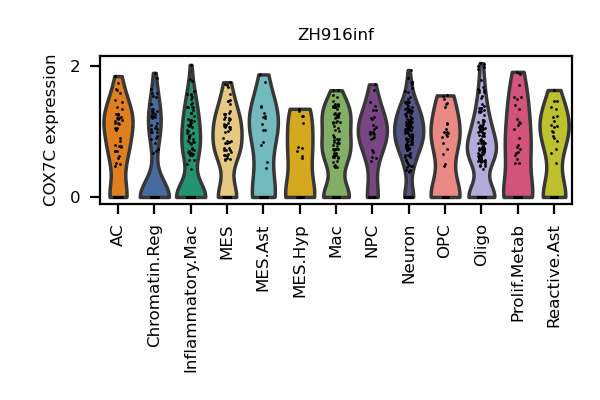 ZH916inf
COX7C expression
2
0
AC
Chromatin.Reg
Inflammatory.Mac
MES
MES.Ast
MES.Hyp
Mac
NPC
Neuron
OPC
Oligo
Prolif.Metab
Reactive.Ast